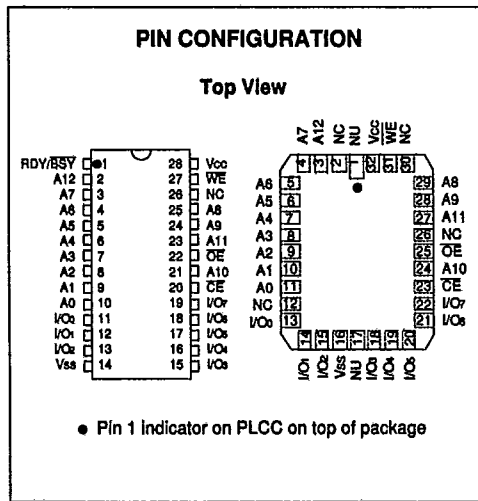 PIN CONFIGURATION
Top View
RDY/BSY 1 28 Vcc
A12 2 27 WE
A7 3 26 NC
A6 4 25 A8
A5 5 24 A9
A4 6 23 A11
A3 7 22 OE
A2 8 21 A10
A1 9 20 CE
A0 10 19 I/O7
I/O0 11 18 I/O6
I/O1 12 17 I/O5
I/O2 13 16 I/O4
Vss 14 15 I/O3
A7 A12 NC NU Vcc WE NC
4 3 2 1 32 31 30
A6 5 29 A8
A5 6 28 A9
A4 7 27 A11
A3 8 26 NC
A2 9 25 OE
A1 10 24 A10
A0 11 23 CE
NC 12 22 I/O7
I/O0 13 21 I/O6
14 15 16 17 18 19 20
I/O1 I/O2 Vss NU I/O3 I/O4 I/O5
● Pin 1 indicator on PLCC on top of package